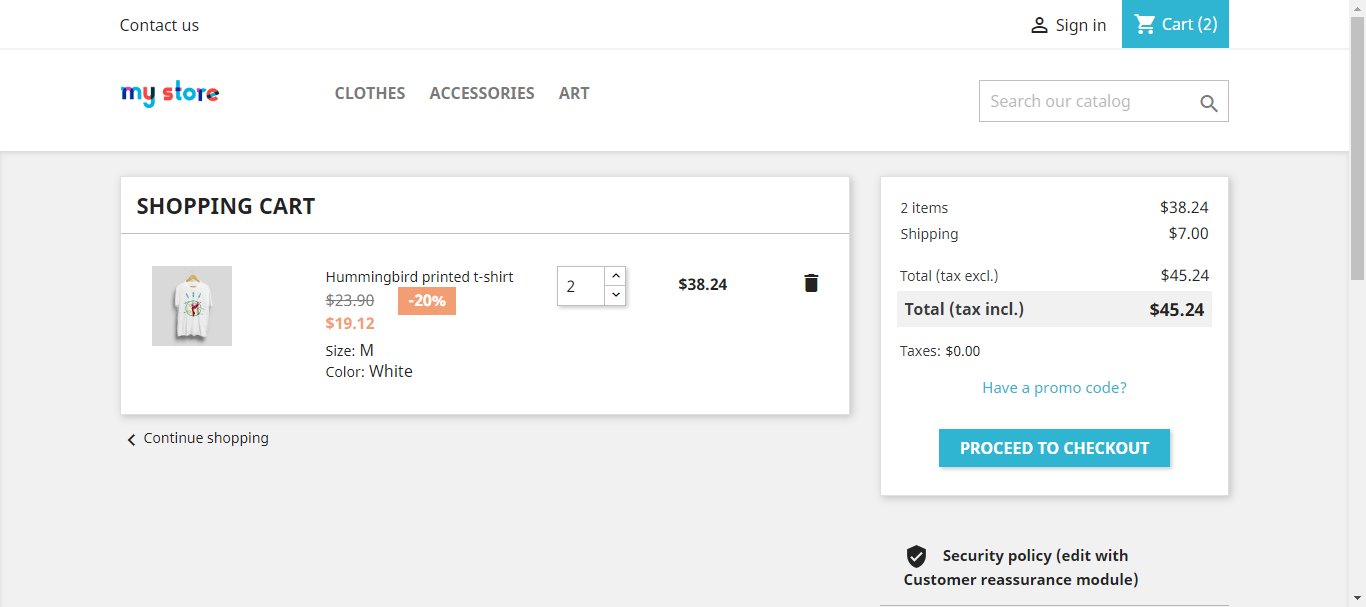 Contact us
Sign in
Cart (2)
my store
CLOTHES
ACCESSORIES
ART
Search our catalog
SHOPPING CART
Hummingbird printed t-shirt
$23.90 -20%
$19.12
Size: M
Color: White
2
$38.24
Continue shopping
2 items $38.24
Shipping $7.00
Total (tax excl.) $45.24
Total (tax incl.) $45.24
Taxes: $0.00
Have a promo code?
PROCEED TO CHECKOUT
Security policy (edit with
Customer reassurance module)